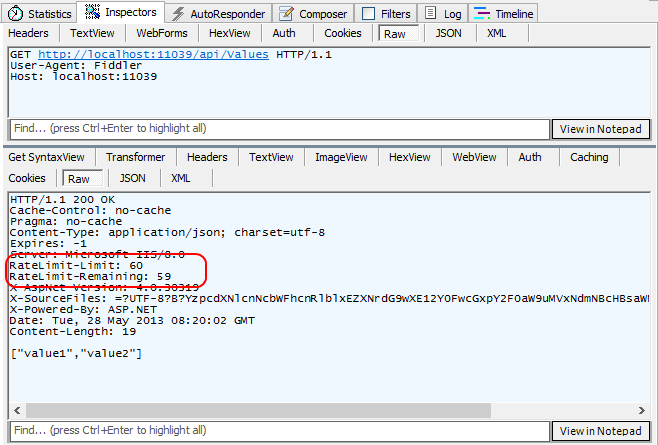 Statistics Inspectors AutoResponder Composer Filters Log Timeline
Headers TextView WebForms HexView Auth Cookies Raw JSON XML
GET http://localhost:11039/api/Values HTTP/1.1
User-Agent: Fiddler
Host: localhost:11039
Find... (press Ctrl+Enter to highlight all) View in Notepad
Get SyntaxView Transformer Headers TextView ImageView HexView WebView Auth Caching
Cookies Raw JSON XML
HTTP/1.1 200 OK
Cache-Control: no-cache
Pragma: no-cache
Content-Type: application/json; charset=utf-8
Expires: -1
Server: Microsoft-IIS/8.0
RateLimit-Limit: 60
RateLimit-Remaining: 59
X-AspNet-Version: 4.0.30319
X-SourceFiles: =?UTF-8?B?
X-Powered-By: ASP.NET
Date: Tue, 28 May 2013 08:20:02 GMT
Content-Length: 19
["value1","value2"]
Find... (press Ctrl+Enter to highlight all) View in Notepad